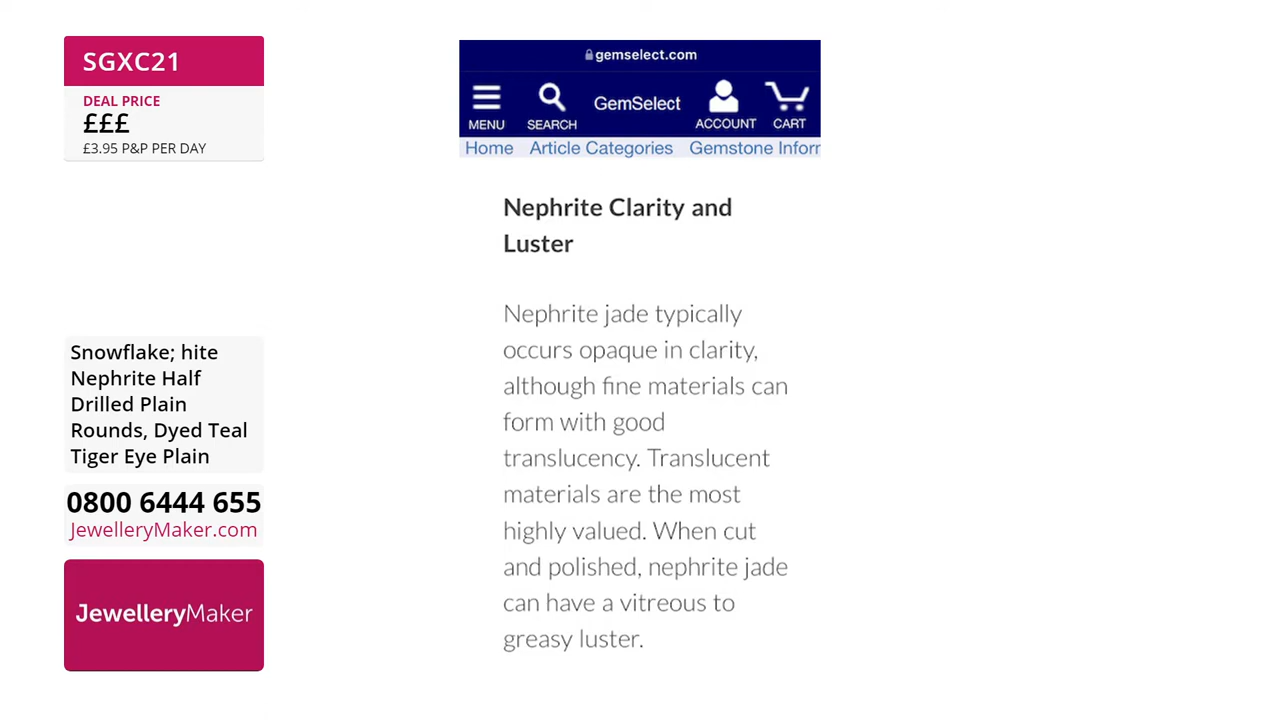 SGXC21
DEAL PRICE
£££
£3.95 P&P PER DAY
Snowflake; hite
Nephrite Half
Drilled Plain
Rounds, Dyed Teal
Tiger Eye Plain
0800 6444 655
JewelleryMaker.com
JewelleryMaker
gemselect.com
MENU
SEARCH
GemSelect
ACCOUNT
CART
Home Article Categories Gemstone Inforr
Nephrite Clarity and
Luster
Nephrite jade typically
occurs opaque in clarity,
although fine materials can
form with good
translucency. Translucent
materials are the most
highly valued. When cut
and polished, nephrite jade
can have a vitreous to
greasy luster.